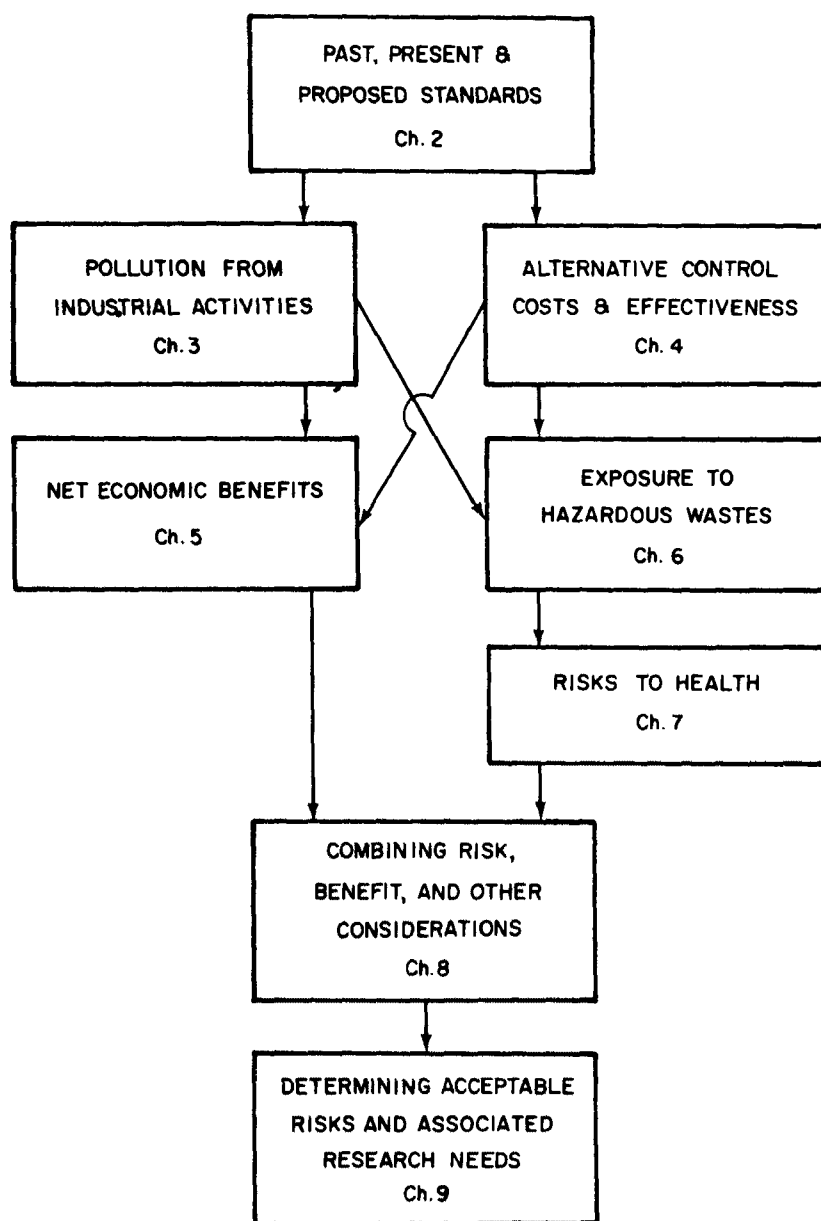 PAST, PRESENT &
PROPOSED STANDARDS
Ch. 2
POLLUTION FROM
INDUSTRIAL ACTIVITIES
Ch. 3
ALTERNATIVE CONTROL
COSTS & EFFECTIVENESS
Ch. 4
NET ECONOMIC BENEFITS
Ch. 5
EXPOSURE TO
HAZARDOUS WASTES
Ch. 6
RISKS TO HEALTH
Ch. 7
COMBINING RISK,
BENEFIT, AND OTHER
CONSIDERATIONS
Ch. 8
DETERMINING ACCEPTABLE
RISKS AND ASSOCIATED
RESEARCH NEEDS
Ch. 9